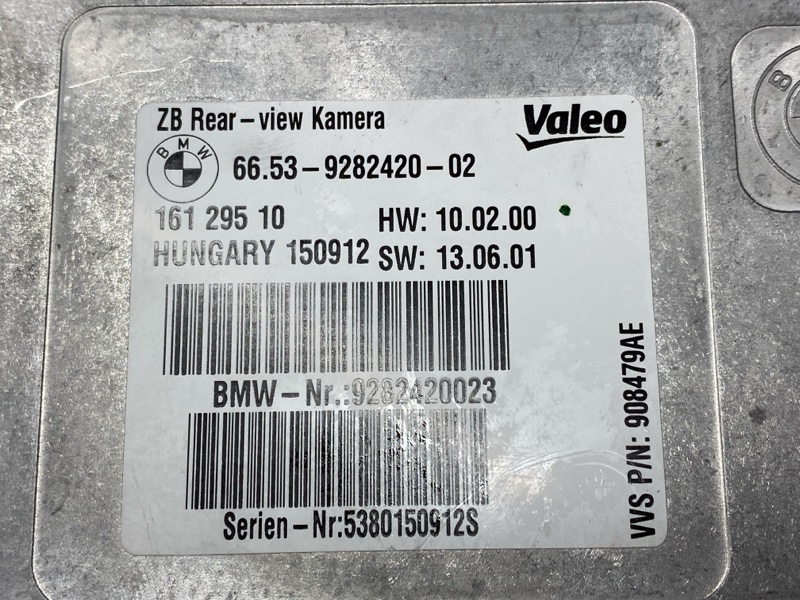 ZB Rear-view Kamera
Valeo
BMW
66.53-9282420-02
161 295 10
HW: 10.02.00
HUNGARY 150912
SW: 13.06.01
BMW-Nr.:9282420023
Serien-Nr:5380150912S
VVS P/N: 908479AE
B